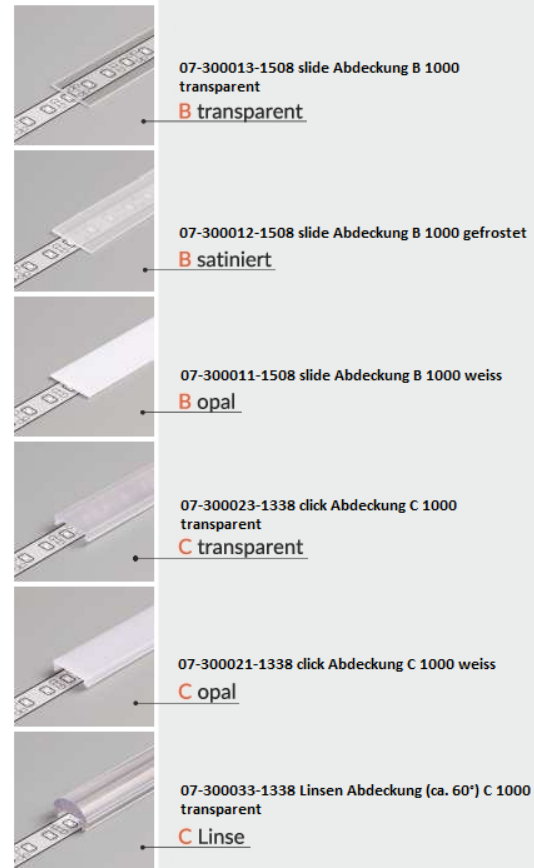 07-300013-1508 slide Abdeckung B 1000
transparent
B transparent
07-300012-1508 slide Abdeckung B 1000 gefrostet
B satiniert
07-300011-1508 slide Abdeckung B 1000 weiss
B opal
07-300023-1338 click Abdeckung C 1000
transparent
C transparent
07-300021-1338 click Abdeckung C 1000 weiss
C opal
07-300033-1338 Linsen Abdeckung (ca. 60°) C 1000
transparent
C Linse